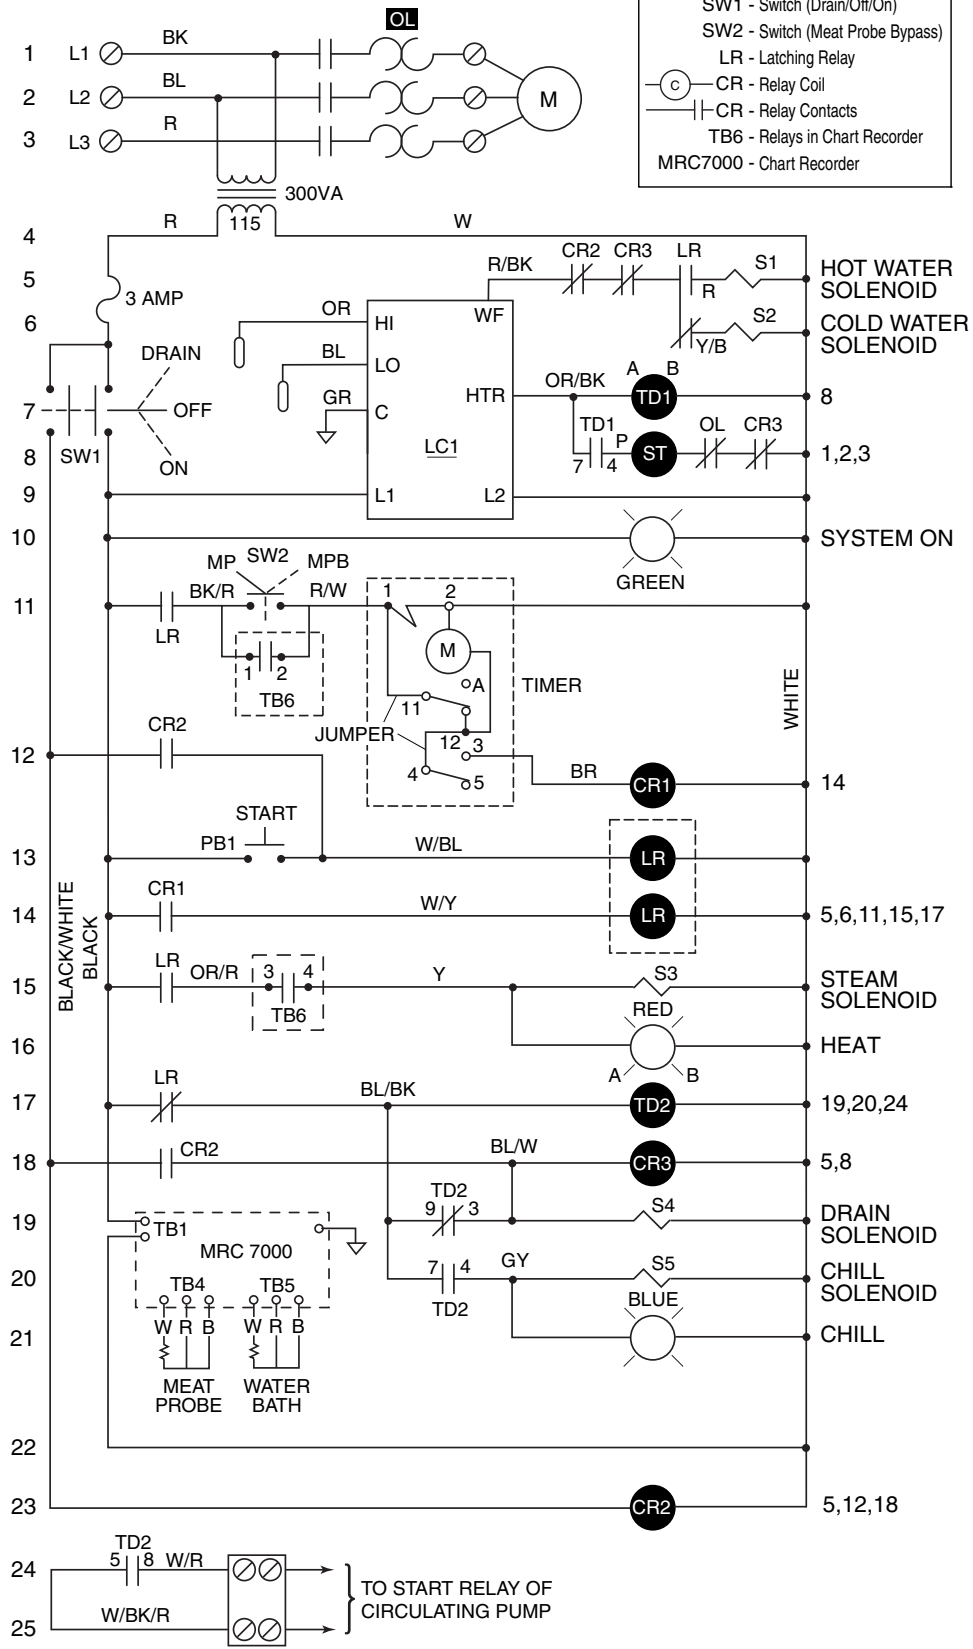 SW1 - Switch (Drain/Off/On)
SW2 - Switch (Meat Probe Bypass)
LR - Latching Relay
C CR - Relay Coil
CR - Relay Contacts
TB6 - Relays in Chart Recorder
MRC7000 - Chart Recorder
OL
1 L1 BK
2 L2 BL M
3 L3 R
300VA
4 R 115 W
R/BK CR2 CR3 LR S1
5 R HOT WATER
SOLENOID
3 AMP
6 OR HI WF S2 COLD WATER
Y/B SOLENOID
DRAIN BL LO
OR/BK A B
HTR TD1 8
7 OFF GR C
LC1
8 SW1 ON TD1 7 4 P ST OL CR3 1,2,3
9 L1 L2
10 SYSTEM ON
GREEN
MP SW2 MPB
11 BK/R R/W 1 2
LR
1 2
TB6
M
A
11
TIMER
WHITE
JUMPER
12 CR2 12 3
4 5
BR CR1 14
START
13 PB1 W/BL LR
BLACK/WHITE
BLACK
14 CR1 W/Y LR 5,6,11,15,17
15 LR OR/R 3 4 Y S3 STEAM
SOLENOID
TB6
RED
16 HEAT
A B
17 LR BL/BK TD2 19,20,24
18 CR2 BL/W CR3 5,8
TD2
19 TB1 9 3 S4 DRAIN
SOLENOID
MRC 7000
20 TB4 TB5 7 4 GY S5 CHILL
SOLENOID
TD2
BLUE
21 W R B W R B CHILL
MEAT WATER
PROBE BATH
22
23 CR2 5,12,18
TD2
24 5 8 W/R
TO START RELAY OF
CIRCULATING PUMP
25 W/BK/R